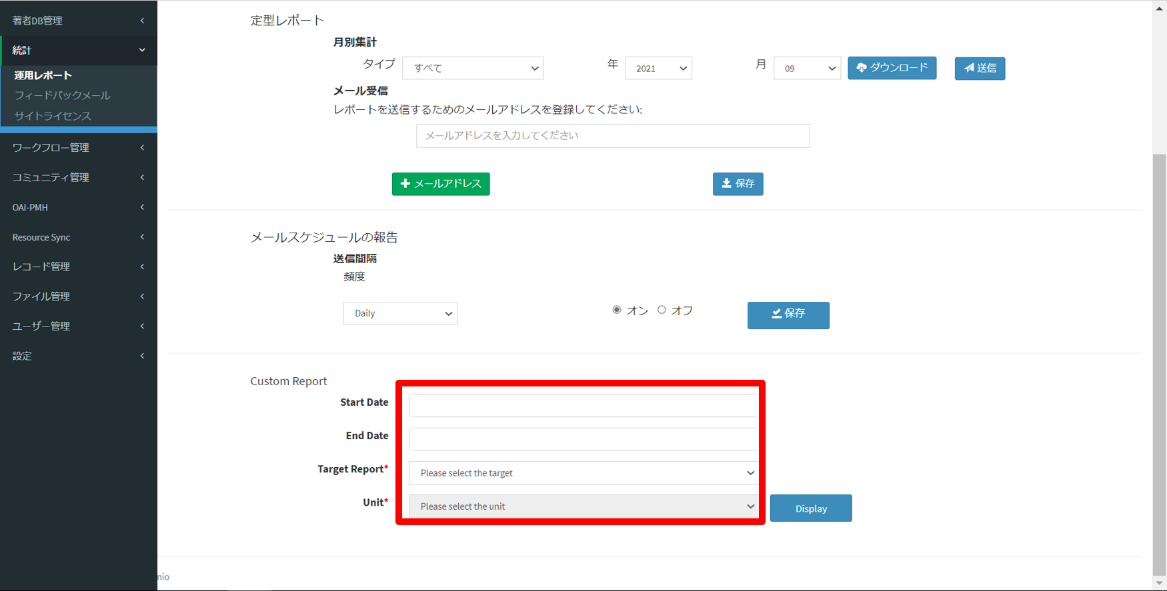 著者DB管理
統計
運用レポート
フィードバックメール
サイトライセンス
ワークフロー管理
コミュニティ管理
OAI-PMH
Resource Sync
レコード管理
ファイル管理
ユーザー管理
設定
定型レポート
月別集計
タイプ すべて 年 2021 月 09 ダウンロード 送信
メール受信
レポートを送信するためのメールアドレスを登録してください:
メールアドレスを入力してください
メールアドレス 保存
メールスケジュールの報告
送信間隔
頻度
Daily オン オフ 保存
Custom Report
Start Date
End Date
Target Report* Please select the target
Unit* Please select the unit Display
nio